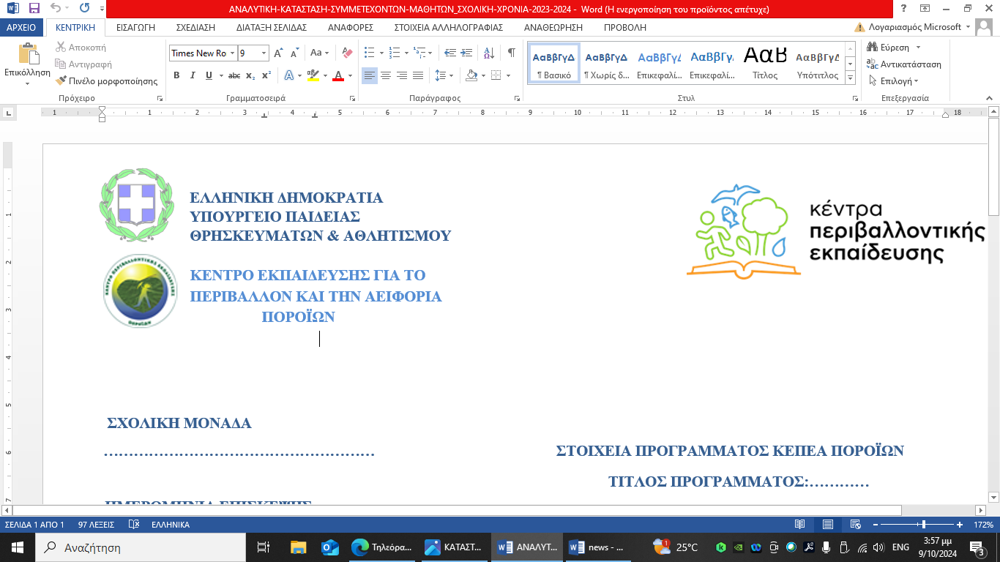 ΑΝΑΛΥΤΙΚΗ-ΚΑΤΑΣΤΑΣΗ-ΣΥΜΜΕΤΕΧΟΝΤΩΝ-ΜΑΘΗΤΩΝ_ΣΧΟΛΙΚΗ-ΧΡΟΝΙΑ-2023-2024 - Word (Η ενεργοποίηση του προϊόντος απέτυχε)
ΑΡΧΕΙΟ ΚΕΝΤΡΙΚΗ ΕΙΣΑΓΩΓΗ ΣΧΕΔΙΑΣΗ ΔΙΑΤΑΞΗ ΣΕΛΙΔΑΣ ΑΝΑΦΟΡΕΣ ΣΤΟΙΧΕΙΑ ΑΛΛΗΛΟΓΡΑΦΙΑΣ ΑΝΑΘΕΩΡΗΣΗ ΠΡΟΒΟΛΗ Λογαριασμός Microsoft
Επικόλληση
Αποκοπή
Αντιγραφή
Πινέλο μορφοποίησης
Πρόχειρο
Times New Ro 9
Γραμματοσειρά
Παράγραφος
ΑαΒβΓγΔ ΑαΒβΓγΔ ΑαΒβΓγΔ ΑαΒβΓγ ΑαΒ ΑαΒβΓγΔ
¶ Βασικό ¶ Χωρίς δ... Επικεφαλί... Επικεφαλί... Τίτλος Υπότιτλος
Στυλ
Εύρεση
Αντικατάσταση
Επιλογή
Επεξεργασία
1 1 2 3 4 5 6 7 8 9 10 11 12 13 14 15 16 17 18
ΕΛΛΗΝΙΚΗ ΔΗΜΟΚΡΑΤΙΑ
ΥΠΟΥΡΓΕΙΟ ΠΑΙΔΕΙΑΣ
ΘΡΗΣΚΕΥΜΑΤΩΝ & ΑΘΛΗΤΙΣΜΟΥ
κέντρα
περιβαλλοντικής
εκπαίδευσης
ΚΕΝΤΡΟ ΠΕΡΙΒΑΛΛΟΝΤΙΚΗΣ ΕΚΠΑΙΔΕΥΣΗΣ
ΠΟΡΟΪΩΝ
ΚΕΝΤΡΟ ΕΚΠΑΙΔΕΥΣΗΣ ΓΙΑ ΤΟ
ΠΕΡΙΒΑΛΛΟΝ ΚΑΙ ΤΗΝ ΑΕΙΦΟΡΙΑ
ΠΟΡΟΪΩΝ
ΣΧΟΛΙΚΗ ΜΟΝΑΔΑ
………………………………………………
ΣΤΟΙΧΕΙΑ ΠΡΟΓΡΑΜΜΑΤΟΣ ΚΕΠΕΑ ΠΟΡΟΪΩΝ
ΤΙΤΛΟΣ ΠΡΟΓΡΑΜΜΑΤΟΣ:…………
ΗΜΕΡΟΜΗΝΙΑ ΕΠΙΣΚΕΨΗΣ
1
2
3
4
5
6
7
ΣΕΛΙΔΑ 1 ΑΠΟ 1 97 ΛΕΞΕΙΣ ΕΛΛΗΝΙΚΑ 172%
Αναζήτηση Τηλεόρα... ΚΑΤΑΣΤ... ΑΝΑΛΥΤ... news - ... 1 25°C ENG 3:57 μμ
9/10/2024 3